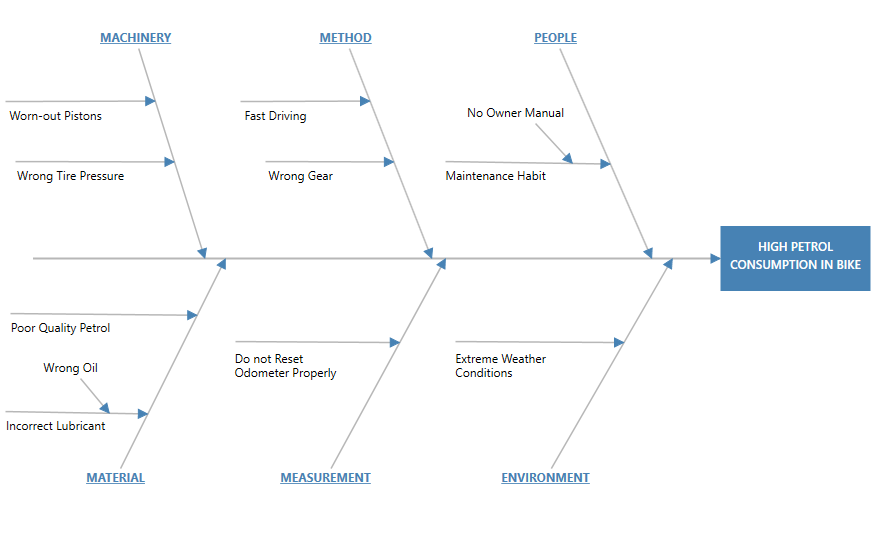 MACHINERY
METHOD
PEOPLE
Worn-out Pistons
Fast Driving
No Owner Manual
Wrong Tire Pressure
Wrong Gear
Maintenance Habit
HIGH PETROL
CONSUMPTION IN BIKE
Poor Quality Petrol
Do not Reset
Odometer Properly
Extreme Weather
Conditions
Wrong Oil
Incorrect Lubricant
MATERIAL
MEASUREMENT
ENVIRONMENT